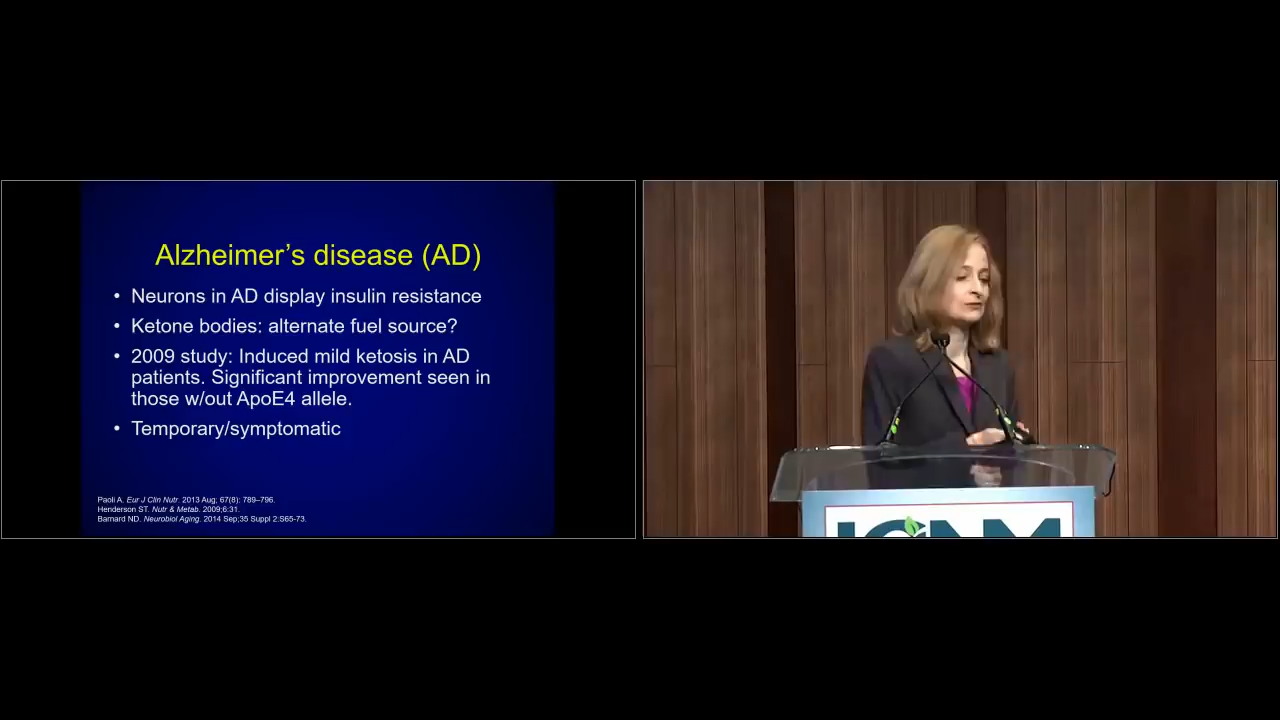 Alzheimer’s disease (AD)
• Neurons in AD display insulin resistance
• Ketone bodies: alternate fuel source?
• 2009 study: Induced mild ketosis in AD
patients. Significant improvement seen in
those w/out ApoE4 allele.
• Temporary/symptomatic
Paoli A. Eur J Clin Nutr. 2013 Aug; 67(8): 789–796.
Henderson ST. Nutr & Metab. 2009;6:31.
Barnard ND. Neurobiol Aging. 2014 Sep;35 Suppl 2:S65-73.
ICNM